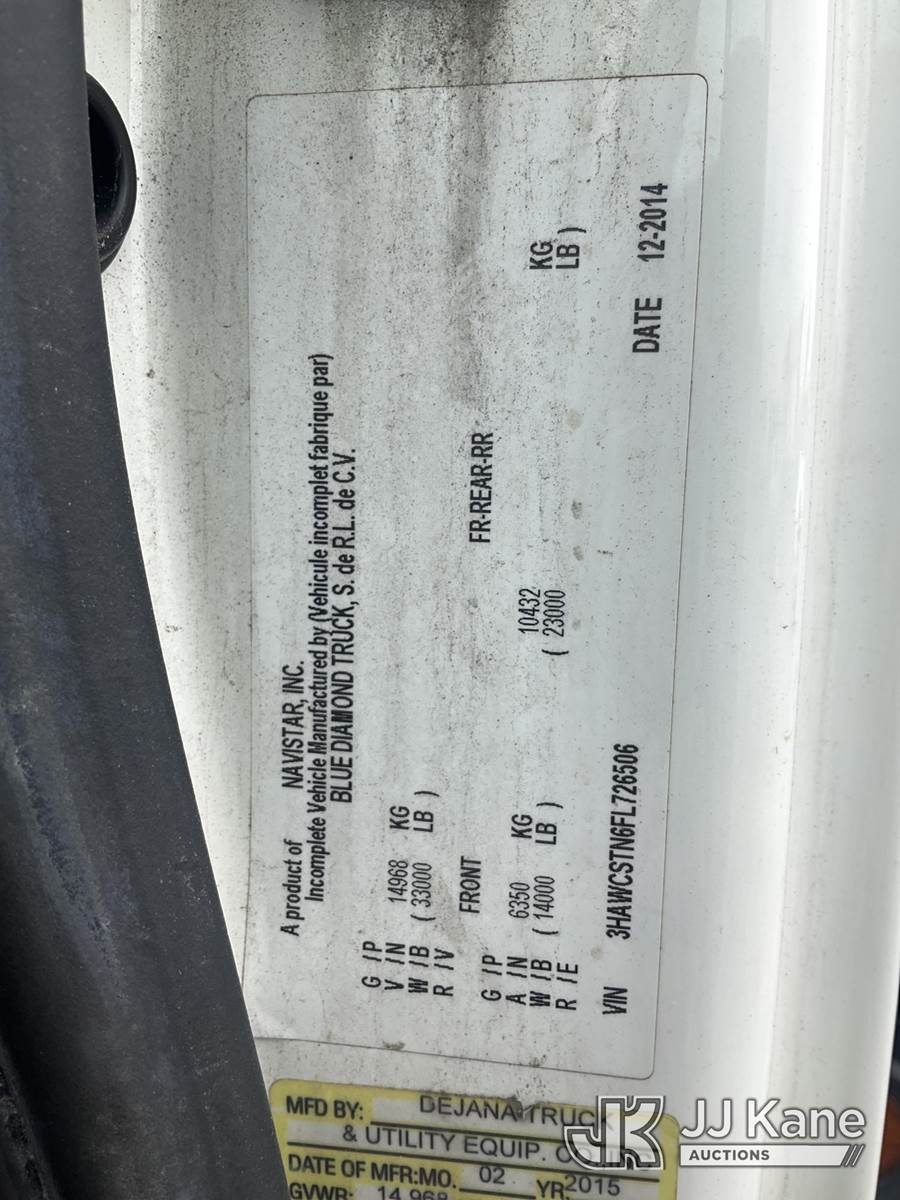 A product of NAVISTAR, INC.
Incomplete Vehicle Manufactured by (Vehicule incomplet fabrique par)
BLUE DIAMOND TRUCK, S. de R.L. de C.V.
G /P
V /N 14968 KG
W /B ( 33000 LB )
R /V
FRONT FR-REAR-RR
G /P
A /N 6350 KG 10432 KG
W /B ( 14000 LB ) ( 23000 LB )
R /E
VIN 3HAWCSTN6FL726506 DATE 12-2014
MFD BY: DEJANA TRUCK
& UTILITY EQUIP. CO. INC
DATE OF MFR:MO. 02 YR.2015
GVWR: 14,968
JK JJ Kane
AUCTIONS